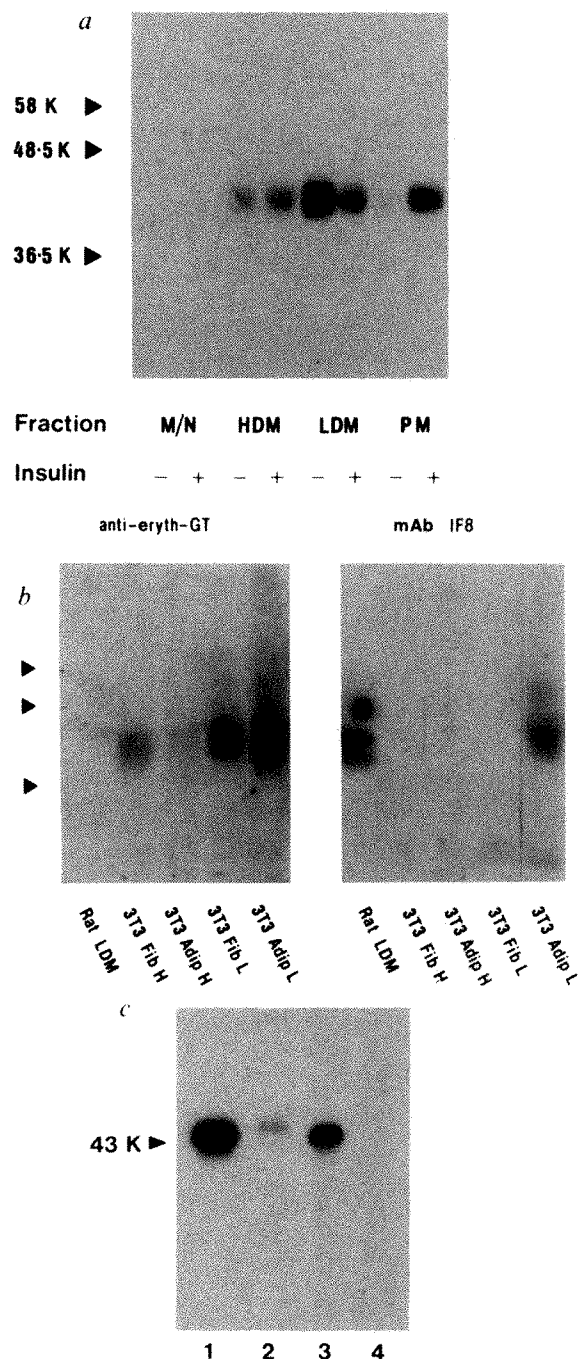 a
58 K
48·5 K
36·5 K
Fraction M/N HDM LDM PM
Insulin − + − + − + − +
anti-eryth-GT mAb IF8
b
Rat LDM 3T3 Fib H 3T3 Adip H 3T3 Fib L 3T3 Adip L Rat LDM 3T3 Fib H 3T3 Adip H 3T3 Fib L 3T3 Adip L
c
43 K
1 2 3 4